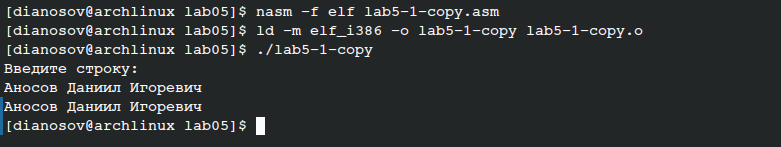 [dianosov@archlinux lab05]$ nasm -f elf lab5-1-copy.asm
[dianosov@archlinux lab05]$ ld -m elf_i386 -o lab5-1-copy lab5-1-copy.o
[dianosov@archlinux lab05]$ ./lab5-1-copy
Введите строку:
Аносов Даниил Игоревич
Аносов Даниил Игоревич
[dianosov@archlinux lab05]$